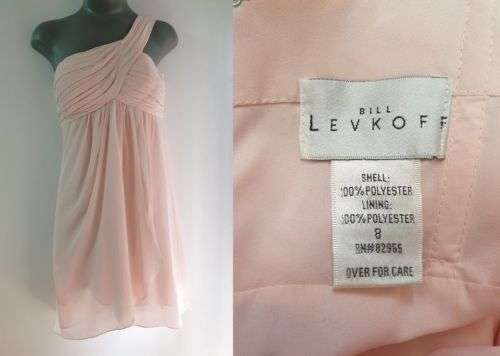 BILL
LEVKOFF
SHELL:
100% POLYESTER
LINING:
100% POLYESTER
8
RN# 82965
OVER FOR CARE